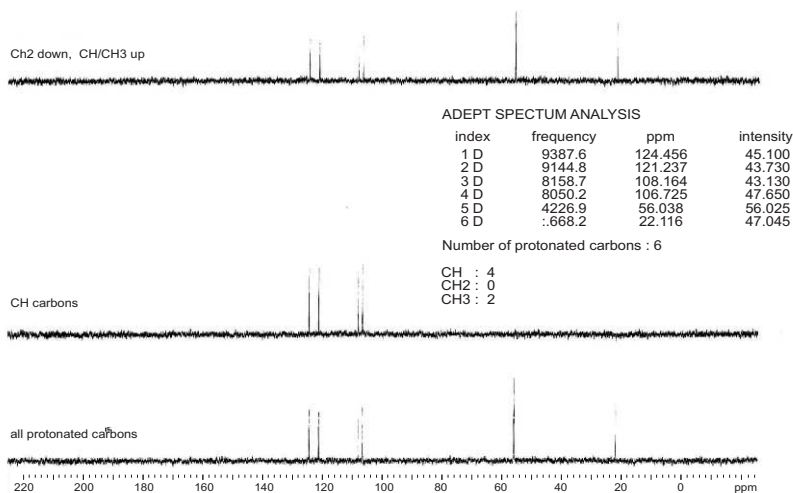 Ch2 down, CH/CH3 up
ADEPT SPECTUM ANALYSIS
index frequency ppm intensity
1 D 9387.6 124.456 45.100
2 D 9144.8 121.237 43.730
3 D 8158.7 108.164 43.130
4 D 8050.2 106.725 47.650
5 D 4226.9 56.038 56.025
6 D :.668.2 22.116 47.045
Number of protonated carbons : 6
CH : 4
CH2 : 0
CH3 : 2
CH carbons
all protonated carbons
220 200 180 160 140 120 100 80 60 40 20 0 ppm